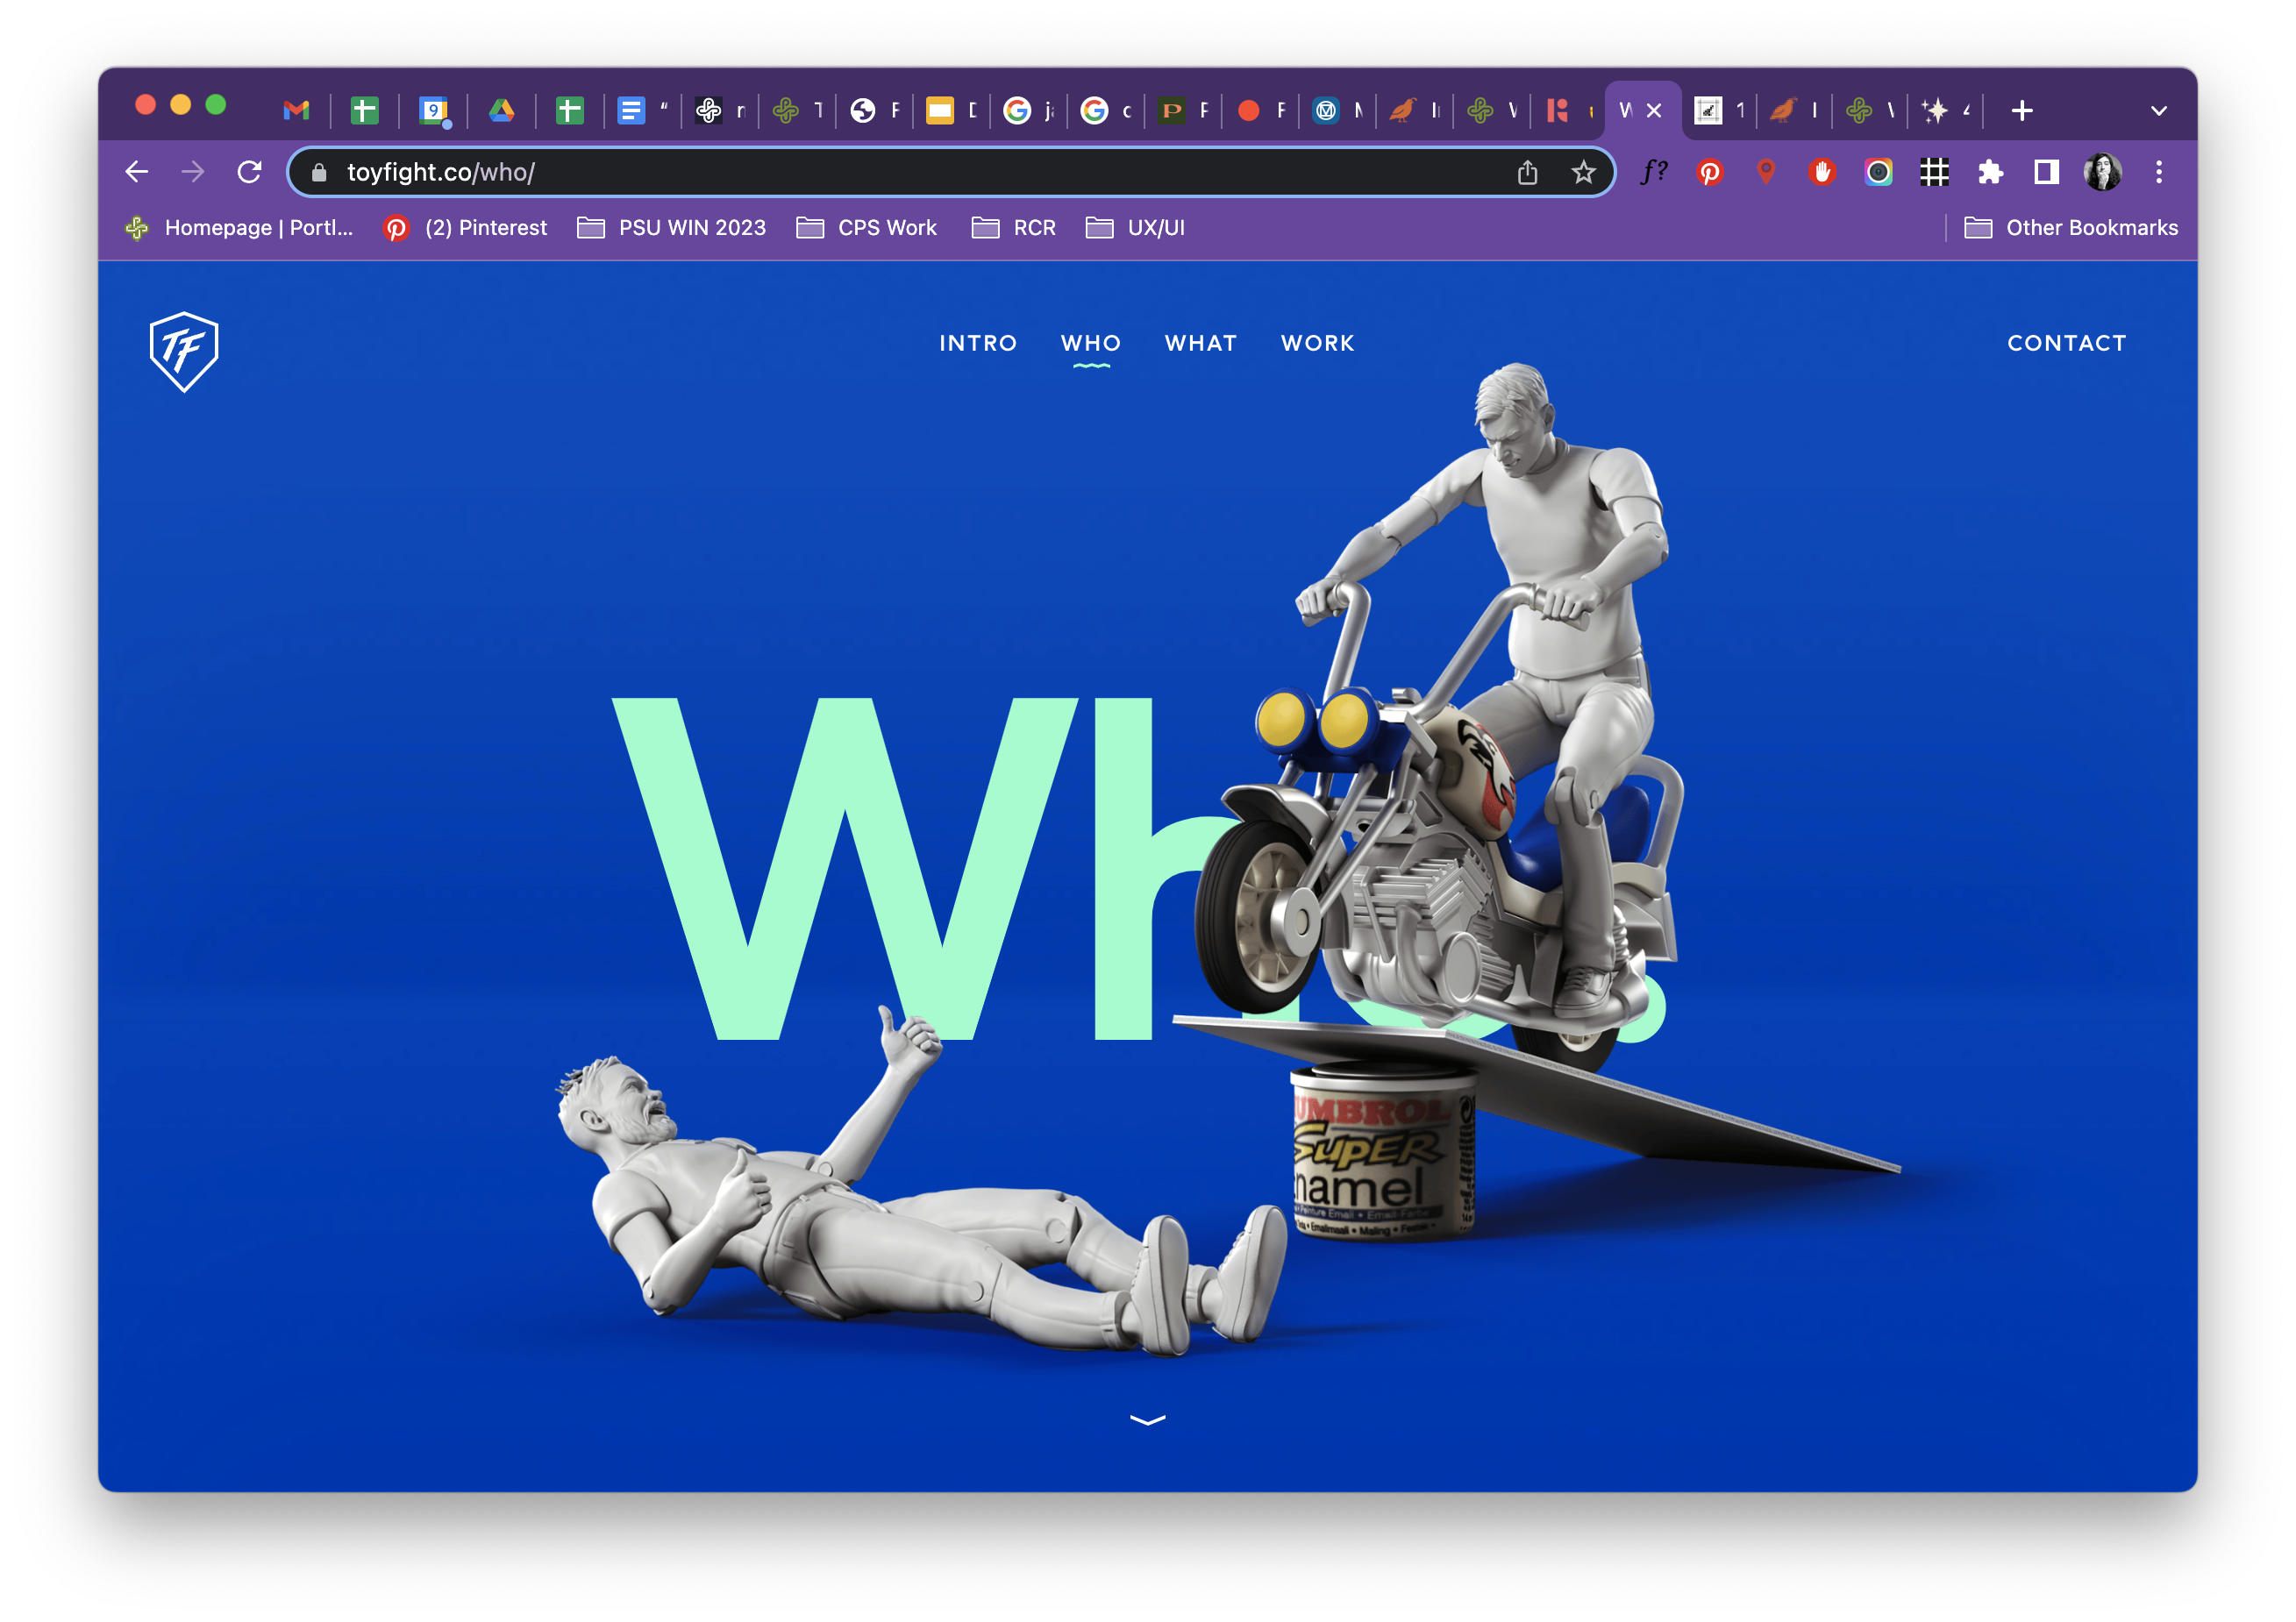 toyfight.co/who/
Homepage | Portl...
(2) Pinterest
PSU WIN 2023
CPS Work
RCR
UX/UI
Other Bookmarks
TF
INTRO
WHO
WHAT
WORK
CONTACT
Who.
UMBROL
SUPER
namel